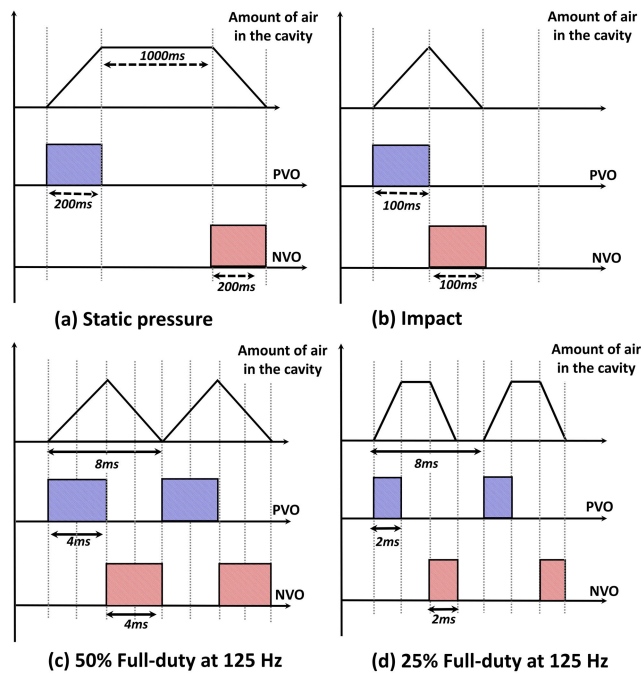 Amount of air
in the cavity
1000ms
PVO
200ms
NVO
200ms
(a) Static pressure
Amount of air
in the cavity
PVO
100ms
NVO
100ms
(b) Impact
Amount of air
in the cavity
8ms
PVO
4ms
NVO
4ms
(c) 50% Full-duty at 125 Hz
Amount of air
in the cavity
8ms
PVO
2ms
NVO
2ms
(d) 25% Full-duty at 125 Hz